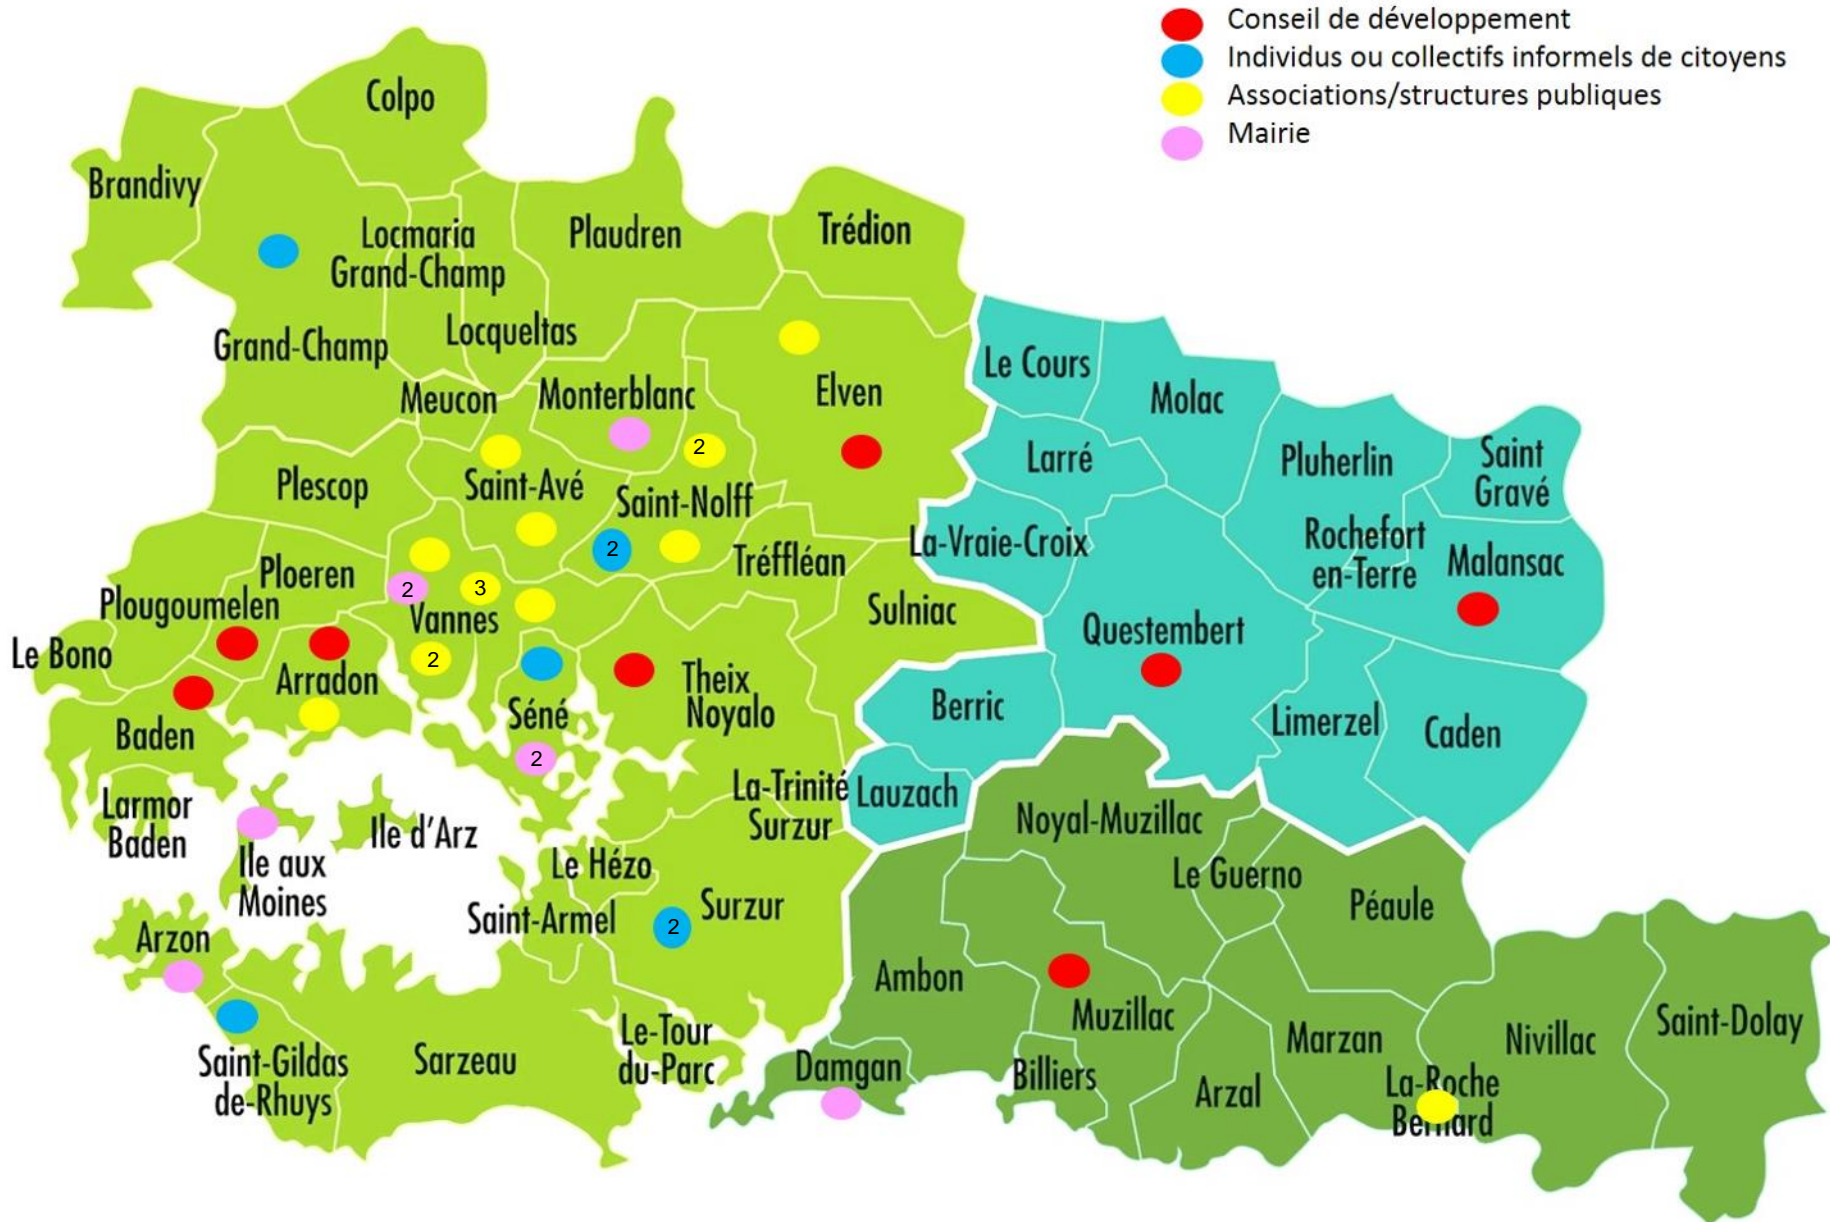 Conseil de développement
Individus ou collectifs informels de citoyens
Associations/structures publiques
Mairie
Colpo
Brandivy
Locmaria
Grand-Champ
Plaudren
Trédion
Grand-Champ
Locqueltas
Le Cours
Meucon
Monterblanc
Elven
Molac
2
Larré
Pluherlin
Saint
Gravé
Plescop
Saint-Avé
Saint-Nolff
La-Vraie-Croix
Rochefort
en-Terre
Malansac
2
Tréffléan
Ploeren
2
3
Plougoumelen
Vannes
Sulniac
Questembert
Le Bono
2
Arradon
Theix
Noyalo
Séné
Berric
Limerzel
Caden
Baden
2
La-Trinité
Surzur
Lauzach
Larmor
Baden
Ile d'Arz
Noyal-Muzillac
Ile aux
Moines
Le Hézo
Le Guerno
Saint-Armel
Surzur
Péaule
2
Arzon
Ambon
Muzillac
Le-Tour
du-Parc
Marzan
Nivillac
Saint-Dolay
Saint-Gildas
de-Rhuys
Sarzeau
Damgan
Billiers
Arzal
La-Roche
Bernard